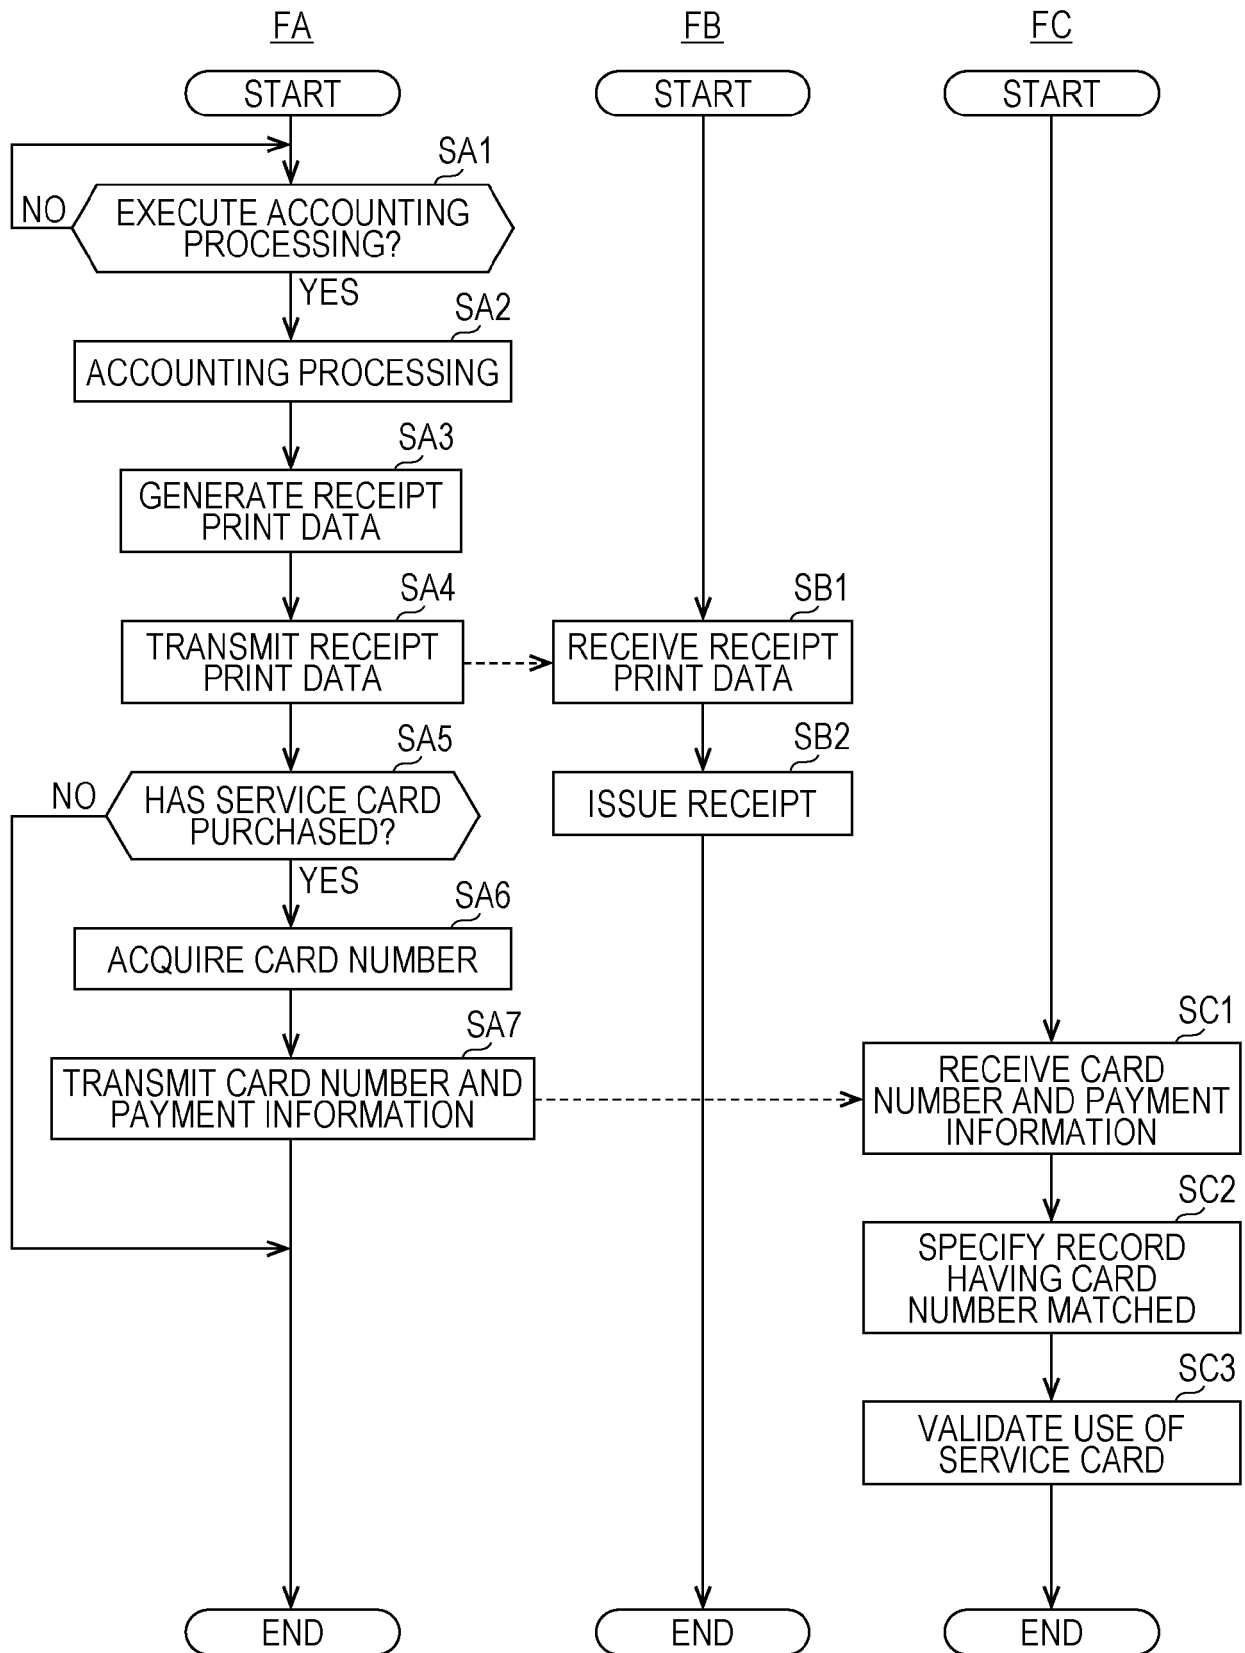 FA
START
SA1
NO
EXECUTE ACCOUNTING
PROCESSING?
YES
SA2
ACCOUNTING PROCESSING
SA3
GENERATE RECEIPT
PRINT DATA
SA4
TRANSMIT RECEIPT
PRINT DATA
SA5
NO
HAS SERVICE CARD
PURCHASED?
YES
SA6
ACQUIRE CARD NUMBER
SA7
TRANSMIT CARD NUMBER AND
PAYMENT INFORMATION
END
FB
START
SB1
RECEIVE RECEIPT
PRINT DATA
SB2
ISSUE RECEIPT
END
FC
START
SC1
RECEIVE CARD
NUMBER AND PAYMENT
INFORMATION
SC2
SPECIFY RECORD
HAVING CARD
NUMBER MATCHED
SC3
VALIDATE USE OF
SERVICE CARD
END